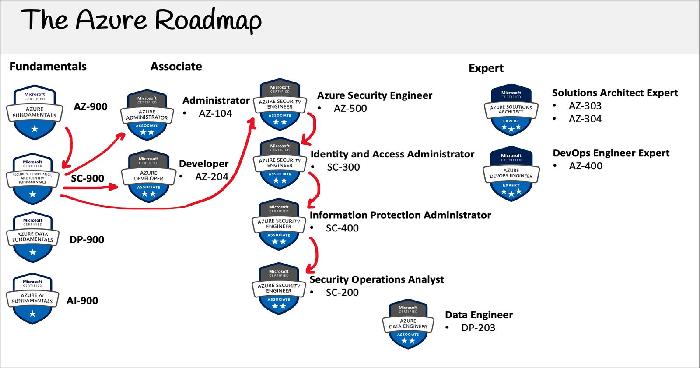 The Azure Roadmap
Fundamentals
Associate
Expert
Microsoft
CERTIFIED
AZURE
FUNDAMENTALS
AZ-900
Microsoft
SC-900
Microsoft
CERTIFIED
AZURE DATA
FUNDAMENTALS
DP-900
Microsoft
CERTIFIED
AZURE AI
FUNDAMENTALS
AI-900
Microsoft
CERTIFIED
AZURE
ADMINISTRATOR
ASSOCIATE
Administrator
• AZ-104
Microsoft
CERTIFIED
AZURE
DEVELOPER
ASSOCIATE
Developer
• AZ-204
Microsoft
CERTIFIED
AZURE SECURITY
ENGINEER
ASSOCIATE
Azure Security Engineer
• AZ-500
Microsoft
CERTIFIED
AZURE SECURITY
ENGINEER
ASSOCIATE
Identity and Access Administrator
• SC-300
Microsoft
CERTIFIED
AZURE SECURITY
ENGINEER
ASSOCIATE
Information Protection Administrator
• SC-400
Microsoft
CERTIFIED
AZURE SECURITY
ENGINEER
ASSOCIATE
Security Operations Analyst
• SC-200
Microsoft
CERTIFIED
AZURE
DATA ENGINEER
ASSOCIATE
Data Engineer
• DP-203
Microsoft
CERTIFIED
AZURE SOLUTIONS
ARCHITECT
EXPERT
Solutions Architect Expert
• AZ-303
• AZ-304
Microsoft
CERTIFIED
AZURE
DEVOPS ENGINEER
EXPERT
DevOps Engineer Expert
• AZ-400